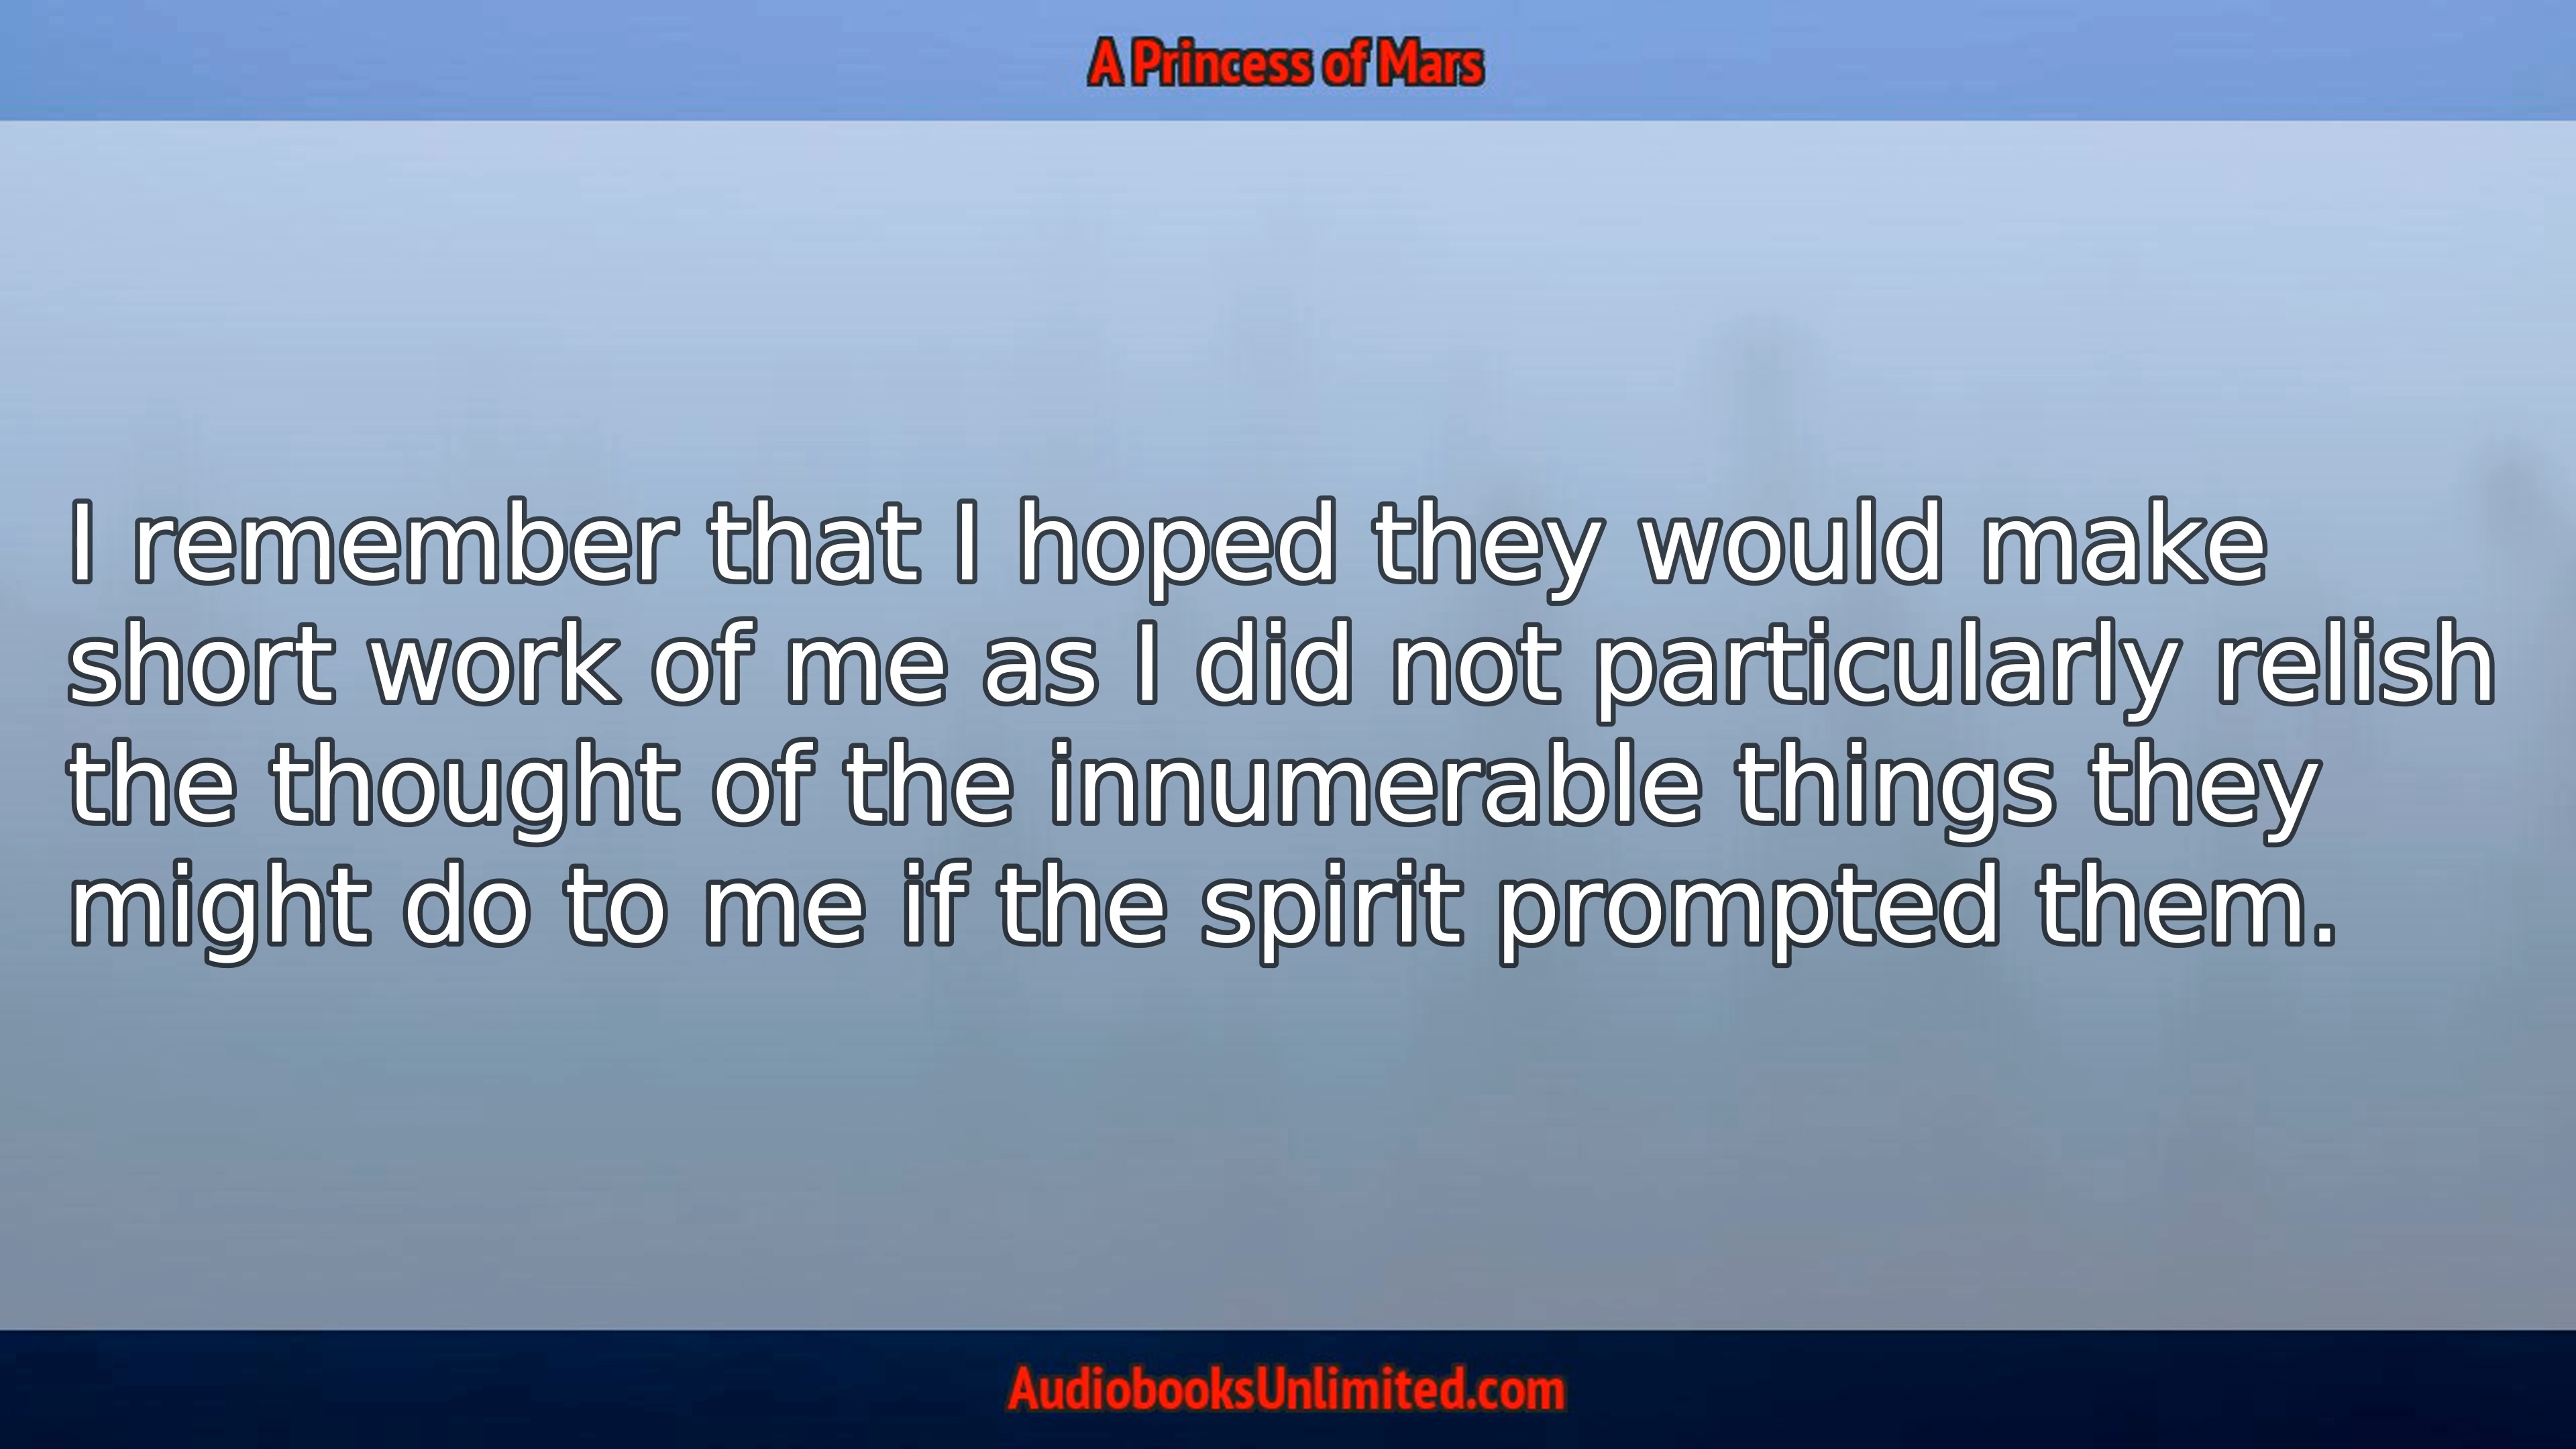 A Princess of Mars
I remember that I hoped they would make
short work of me as I did not particularly relish
the thought of the innumerable things they
might do to me if the spirit prompted them.
AudiobooksUnlimited.com